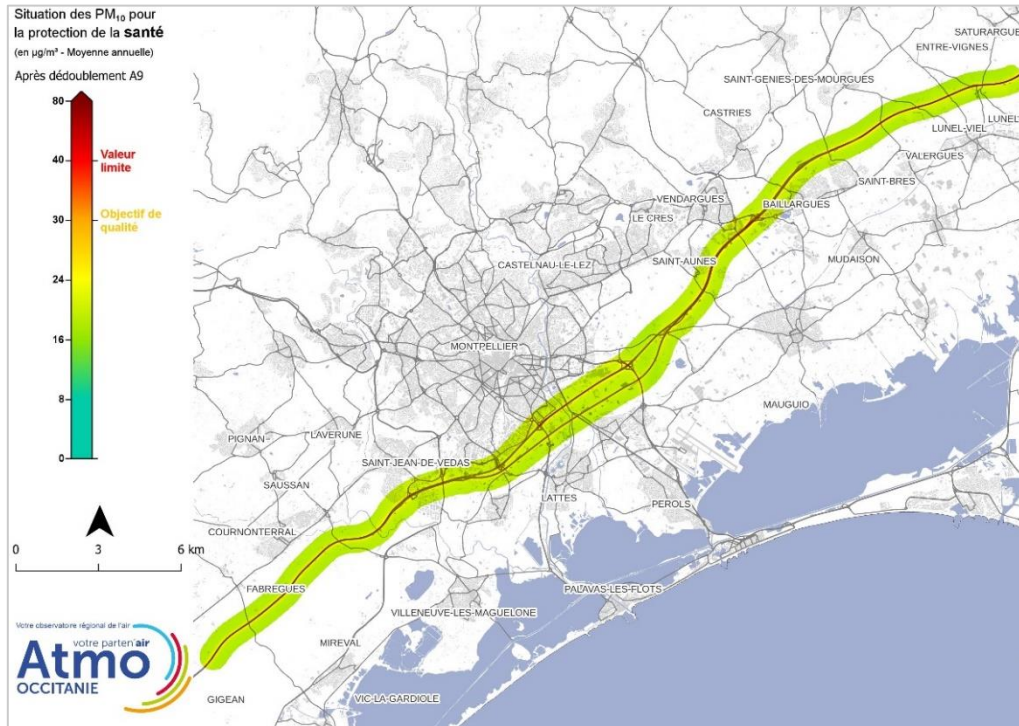 Situation des PM₁₀ pour
la protection de la santé
(en µg/m³ - Moyenne annuelle)
Après dédoublement A9
80
Valeur
limite
40
30
Objectif de
qualité
24
16
8
0
0 3 6 km
Votre observatoire régional de l'air
votre parten'air
Atmo
OCCITANIE
SATURARGUE
ENTRE-VIGNES
SAINT-GENIES-DES-MOURGUES
CASTRIES
LUNEL
LUNEL-VIEL
VALERGUES
SAINT-BRES
VENDARGUES
BAILLARGUES
LE CRES
MUDAISON
SAINT-AUNES
CASTELNAU-LE-LEZ
MONTPELLIER
MAUGUIO
PIGNAN
LAVERUNE
SAINT-JEAN-DE-VEDAS
SAUSSAN
LATTES
PEROLS
COURNONTERRAL
FABREGUES
PALAVAS-LES-FLOTS
VILLENEUVE-LES-MAGUELONE
MIREVAL
GIGEAN
VIC-LA-GARDIOLE